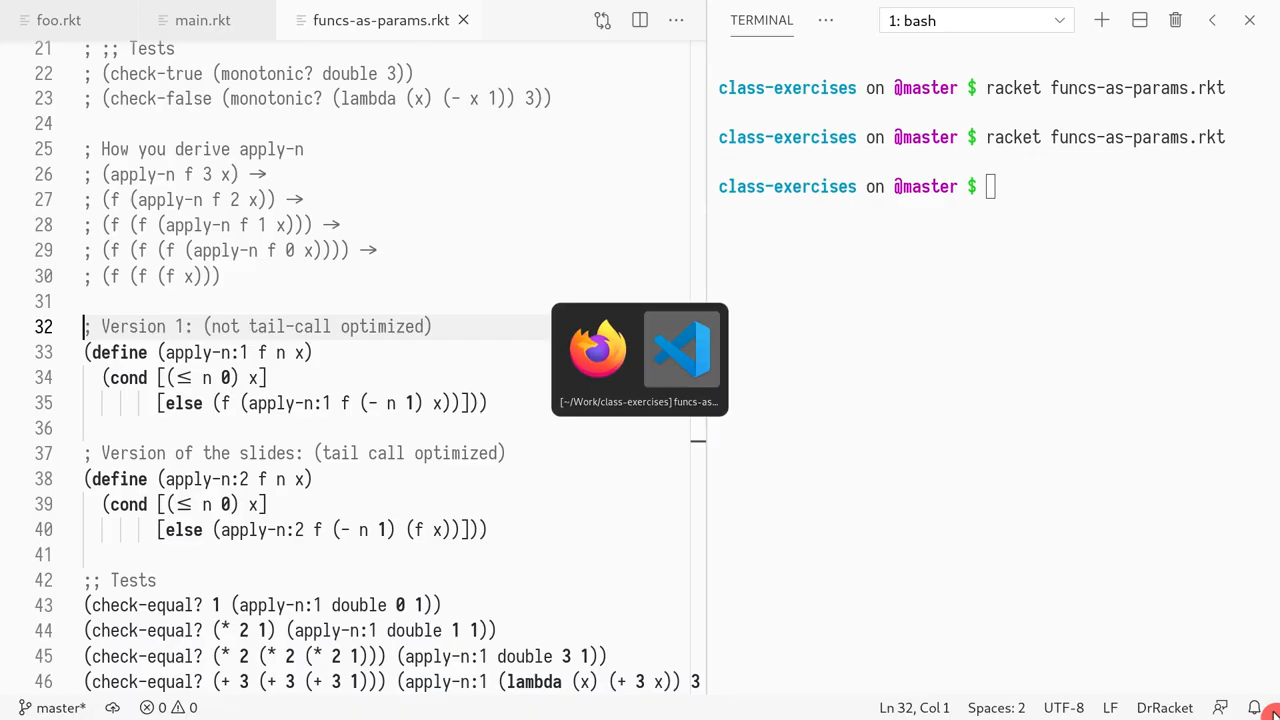 foo.rkt
main.rkt
funcs-as-params.rkt
TERMINAL
1: bash
21 ; ;; Tests
22 ; (check-true (monotonic? double 3))
23 ; (check-false (monotonic? (lambda (x) (- x 1)) 3))
24
25 ; How you derive apply-n
26 ; (apply-n f 3 x) →
27 ; (f (apply-n f 2 x)) →
28 ; (f (f (apply-n f 1 x))) →
29 ; (f (f (f (apply-n f 0 x)))) →
30 ; (f (f (f x)))
31
32 ; Version 1: (not tail-call optimized)
33 (define (apply-n:1 f n x)
34 (cond [(≤ n 0) x]
35 [else (f (apply-n:1 f (- n 1) x))]))
36
37 ; Version of the slides: (tail call optimized)
38 (define (apply-n:2 f n x)
39 (cond [(≤ n 0) x]
40 [else (apply-n:2 f (- n 1) (f x))]))
41
42 ;; Tests
43 (check-equal? 1 (apply-n:1 double 0 1))
44 (check-equal? (* 2 1) (apply-n:1 double 1 1))
45 (check-equal? (* 2 (* 2 (* 2 1))) (apply-n:1 double 3 1))
46 (check-equal? (+ 3 (+ 3 (+ 3 1))) (apply-n:1 (lambda (x) (+ 3 x)) 3
class-exercises on @master $ racket funcs-as-params.rkt
class-exercises on @master $ racket funcs-as-params.rkt
class-exercises on @master $
[~/Work/class-exercises] funcs-as...
master*
0
0
Ln 32, Col 1
Spaces: 2
UTF-8
LF
DrRacket